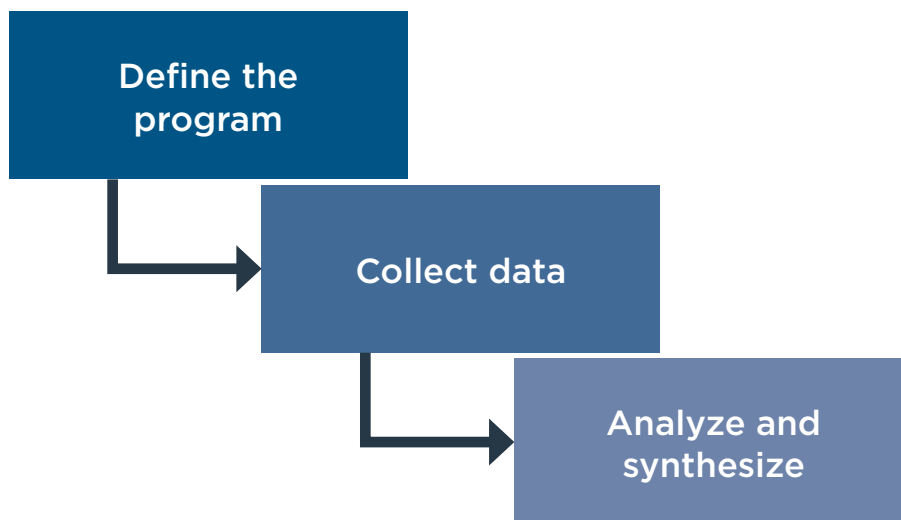 Define the
program
Collect data
Analyze and
synthesize